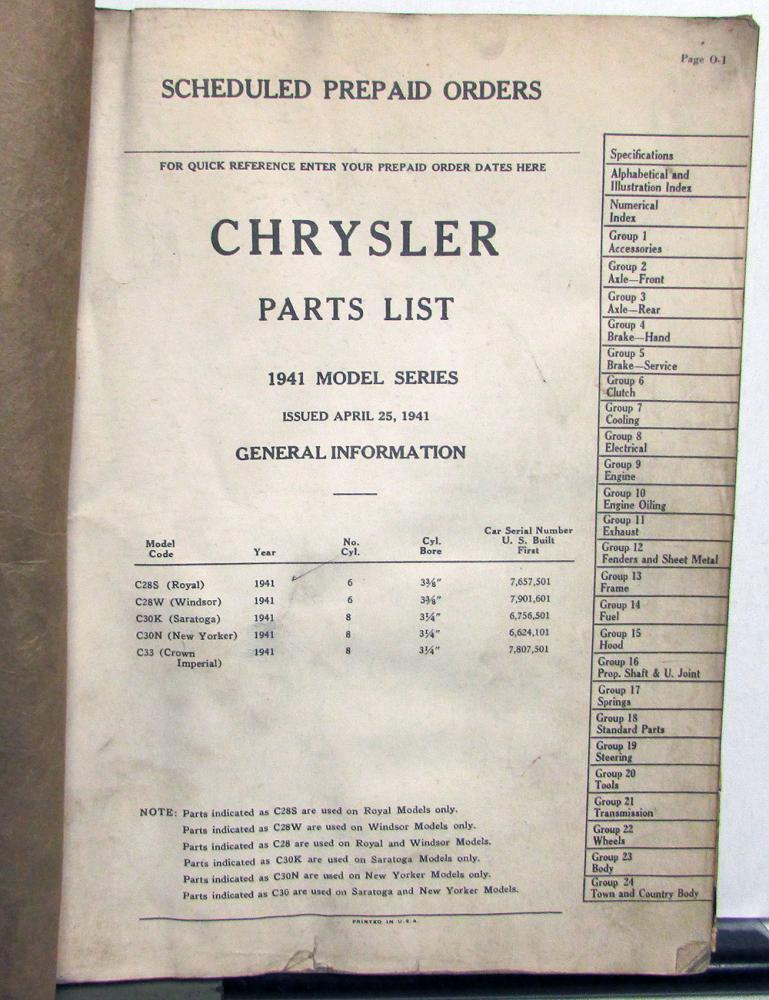 Page O-1
SCHEDULED PREPAID ORDERS
FOR QUICK REFERENCE ENTER YOUR PREPAID ORDER DATES HERE
CHRYSLER
PARTS LIST
1941 MODEL SERIES
ISSUED APRIL 25, 1941
GENERAL INFORMATION
Model Code Year No. Cyl. Cyl. Bore Car Serial Number U. S. Built First
C28S (Royal) 1941 6 3⅜" 7,657,501
C28W (Windsor) 1941 6 3⅜" 7,901,601
C30K (Saratoga) 1941 8 3¼" 6,756,501
C30N (New Yorker) 1941 8 3¼" 6,624,101
C33 (Crown 1941 8 3¼" 7,807,501
Imperial)
NOTE: Parts indicated as C28S are used on Royal Models only.
Parts indicated as C28W are used on Windsor Models only.
Parts indicated as C28 are used on Royal and Windsor Models.
Parts indicated as C30K are used on Saratoga Models only.
Parts indicated as C30N are used on New Yorker Models only.
Parts indicated as C30 are used on Saratoga and New Yorker Models.
PRINTED IN U.S.A.
Specifications
Alphabetical and
Illustration Index
Numerical
Index
Group 1
Accessories
Group 2
Axle—Front
Group 3
Axle—Rear
Group 4
Brake—Hand
Group 5
Brake—Service
Group 6
Clutch
Group 7
Cooling
Group 8
Electrical
Group 9
Engine
Group 10
Engine Oiling
Group 11
Exhaust
Group 12
Fenders and Sheet Metal
Group 13
Frame
Group 14
Fuel
Group 15
Hood
Group 16
Prop. Shaft & U. Joint
Group 17
Springs
Group 18
Standard Parts
Group 19
Steering
Group 20
Tools
Group 21
Transmission
Group 22
Wheels
Group 23
Body
Group 24
Town and Country Body